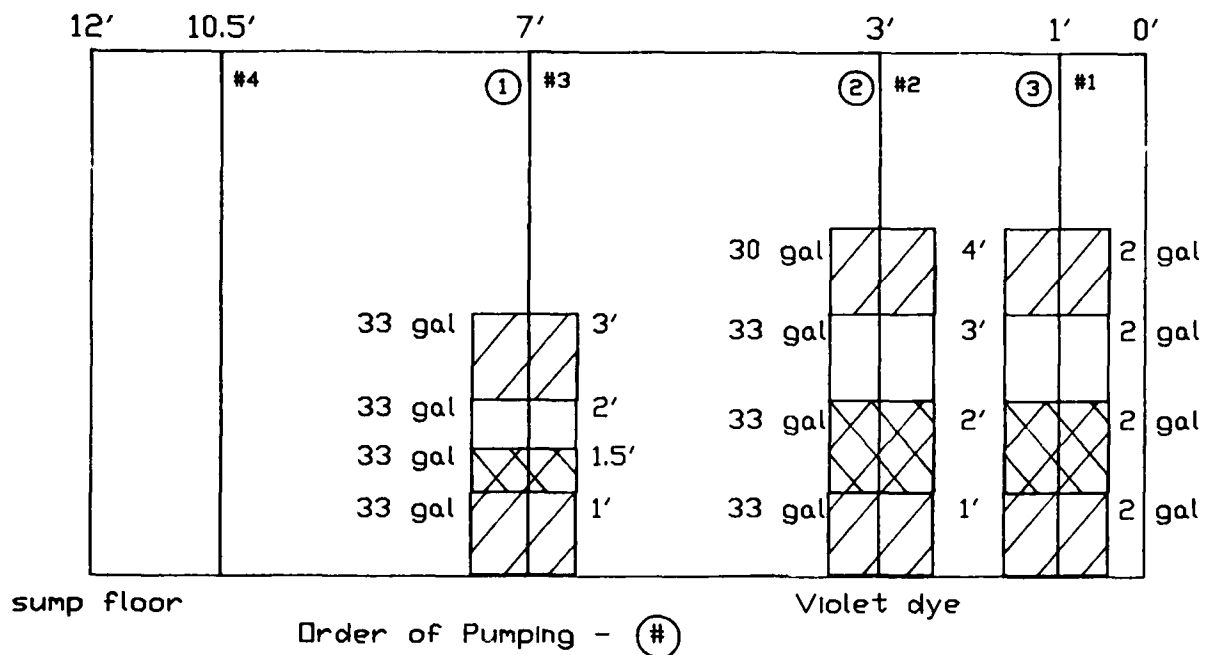 12' 10.5' 7' 3' 1' 0'
#4 ① #3 ② #2 ③ #1
30 gal 4' 2 gal
33 gal 3' 33 gal 3' 2 gal
33 gal 2' 33 gal 2' 2 gal
33 gal 1.5'
33 gal 1' 33 gal 1' 2 gal
sump floor Violet dye
Order of Pumping - (#)